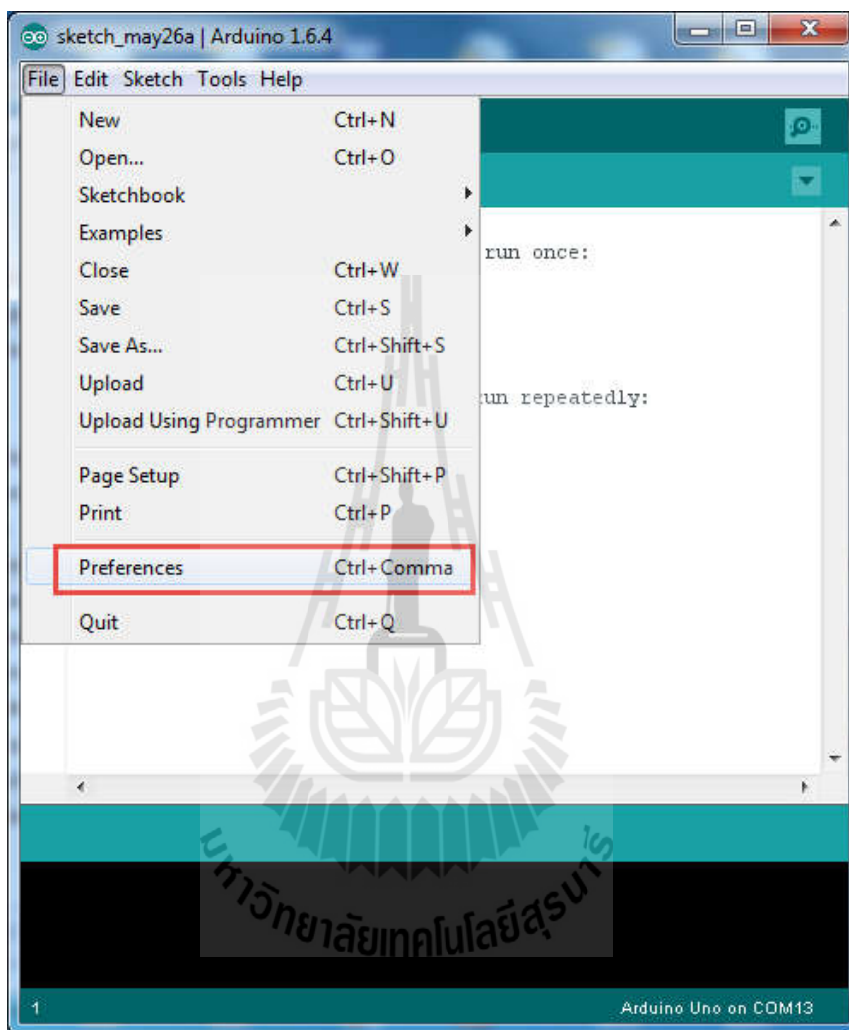 sketch_may26a | Arduino 1.6.4
File Edit Sketch Tools Help
New Ctrl+N
Open... Ctrl+O
Sketchbook
Examples
run once:
Close Ctrl+W
Save Ctrl+S
Save As... Ctrl+Shift+S
Upload Ctrl+U
run repeatedly:
Upload Using Programmer Ctrl+Shift+U
Page Setup Ctrl+Shift+P
Print Ctrl+P
Preferences Ctrl+Comma
Quit Ctrl+Q
มหาวิทยาลัยเทคโนโลยีสุรนารี
1 Arduino Uno on COM13